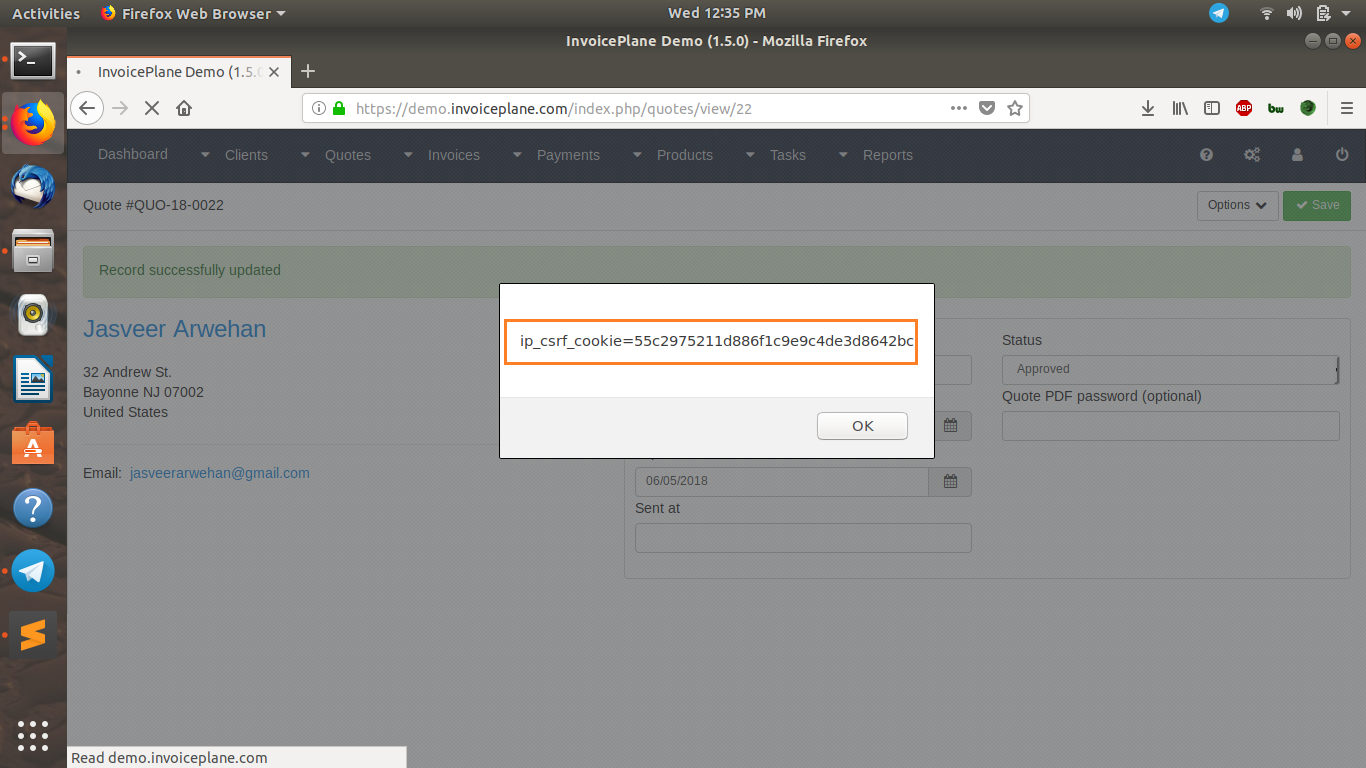 Activities
Firefox Web Browser
Wed 12:35 PM
InvoicePlane Demo (1.5.0) - Mozilla Firefox
InvoicePlane Demo (1.5.0
https://demo.invoiceplane.com/index.php/quotes/view/22
ABP
bw
Dashboard Clients Quotes Invoices Payments Products Tasks Reports
Quote #QUO-18-0022
Options
Save
Record successfully updated
Jasveer Arwehan
32 Andrew St.
Bayonne NJ 07002
United States
Email: jasveerarwehan@gmail.com
ip_csrf_cookie=55c2975211d886f1c9e9c4de3d8642bc
OK
06/05/2018
Sent at
Status
Approved
Quote PDF password (optional)
Read demo.invoiceplane.com